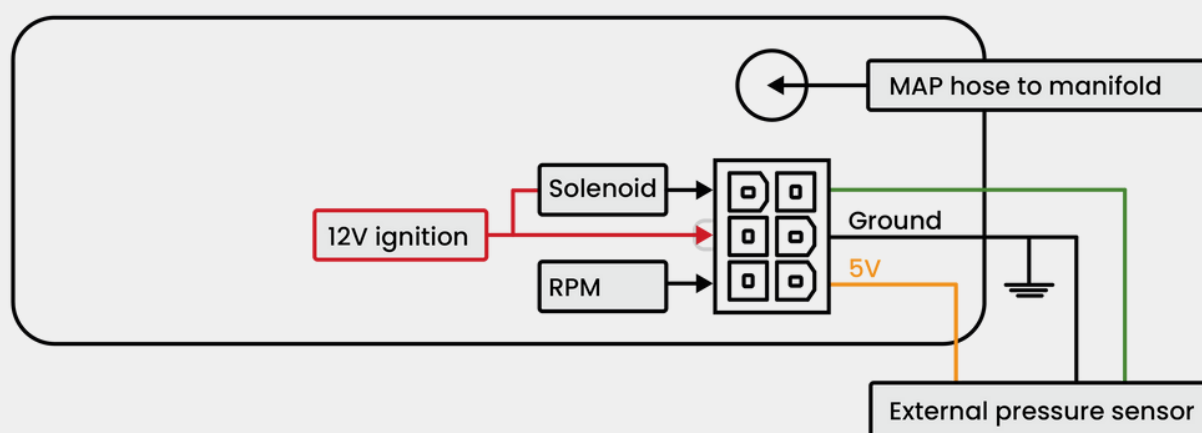 MAP hose to manifold
Solenoid
Ground
12V ignition
5V
RPM
External pressure sensor